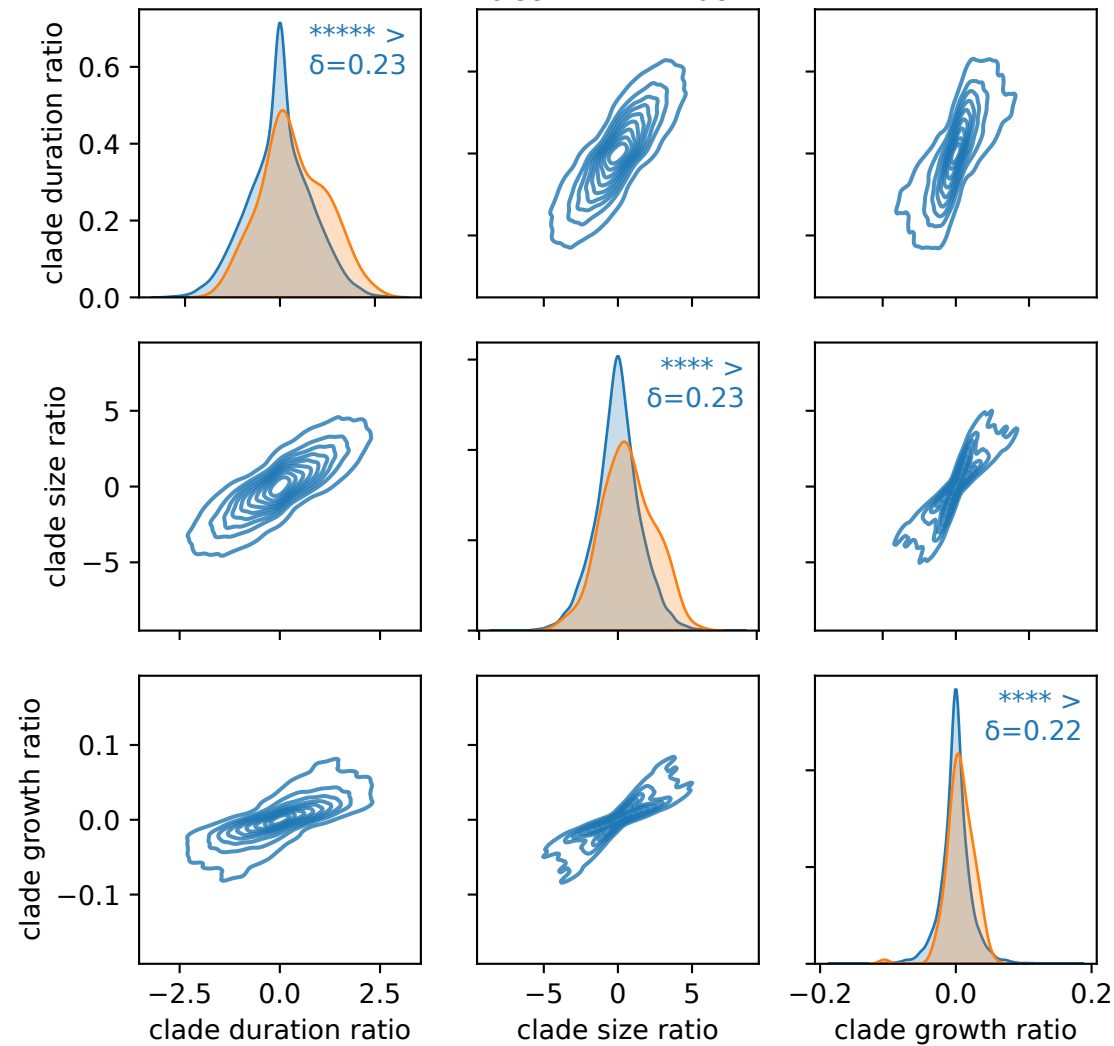 clade duration ratio
0.6
0.4
0.2
0.0
***** >
δ=0.23
clade size ratio
5
0
−5
**** >
δ=0.23
clade growth ratio
0.1
0.0
−0.1
**** >
δ=0.22
−2.5 0.0 2.5
−5 0 5
−0.2 0.0 0.2
clade duration ratio
clade size ratio
clade growth ratio